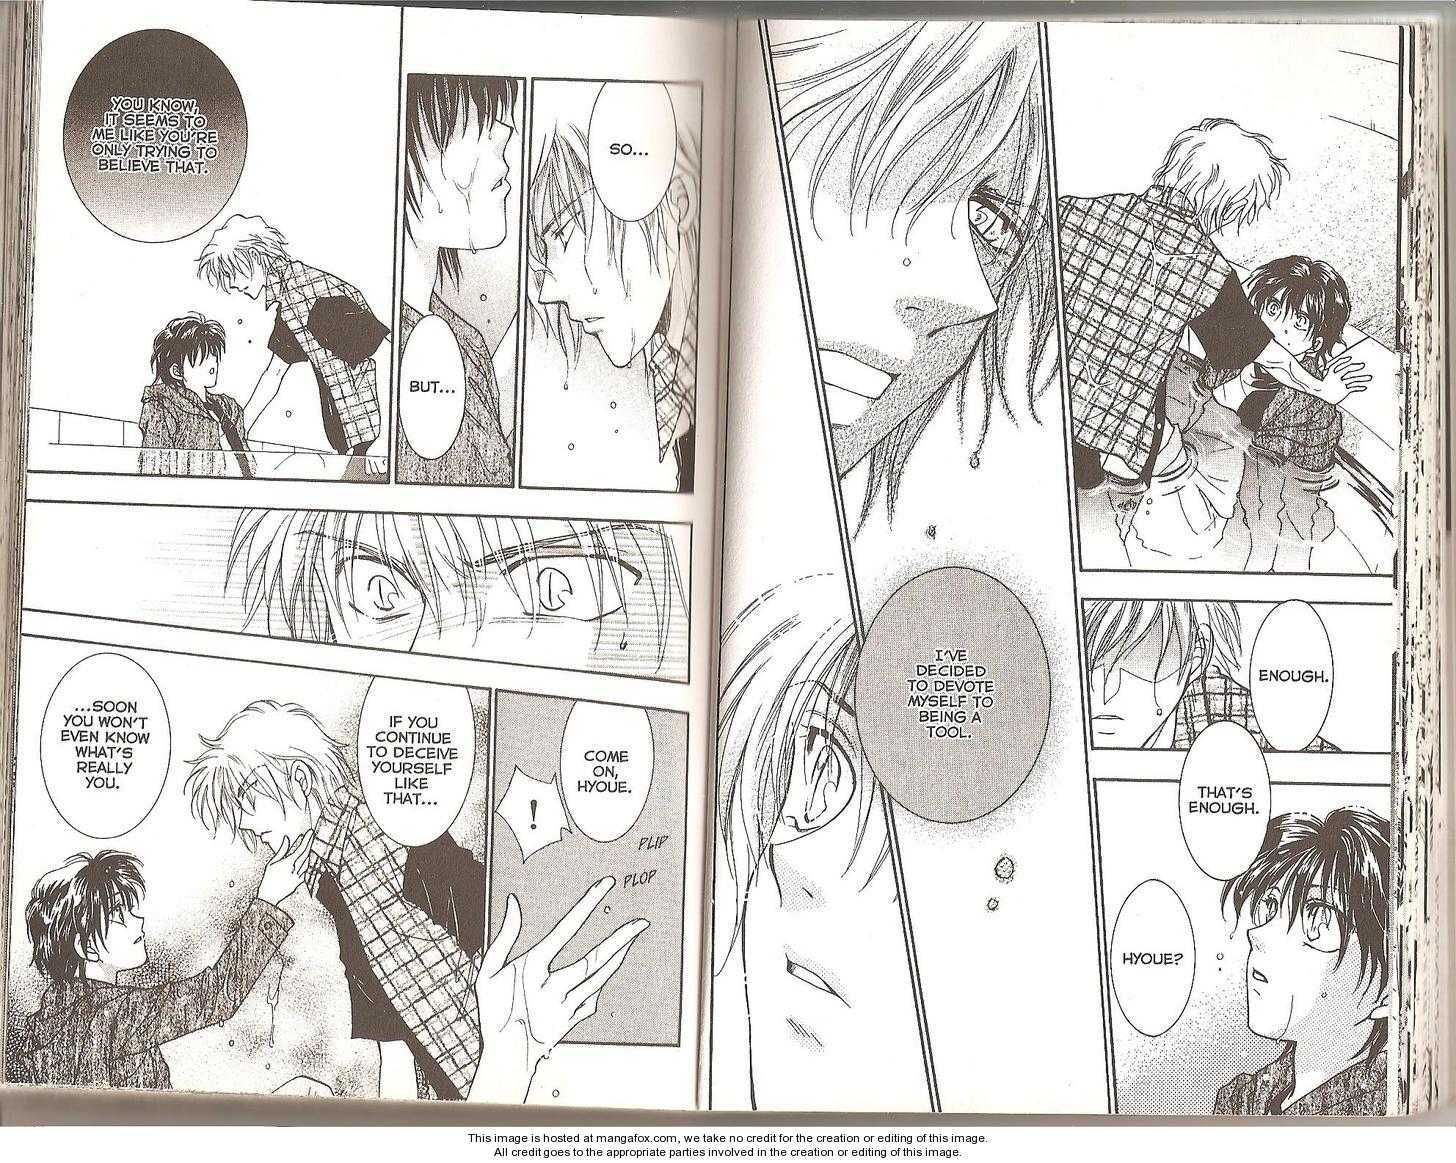 ENOUGH.
THAT'S
ENOUGH.
HYOUE?
I'VE
DECIDED
TO DEVOTE
MYSELF TO
BEING A
TOOL.
SO...
BUT...
YOU KNOW,
IT SEEMS TO
ME LIKE YOU'RE
ONLY TRYING TO
BELIEVE THAT.
COME
ON,
HYOUE.
!
PLIP
PLOP
IF YOU
CONTINUE
TO DECEIVE
YOURSELF
LIKE
THAT...
...SOON
YOU WON'T
EVEN KNOW
WHAT'S
REALLY
YOU.
This image is hosted at mangafox.com, we take no credit for the creation or editing of this image.
All credit goes to the appropriate parties involved in the creation or editing of this image.